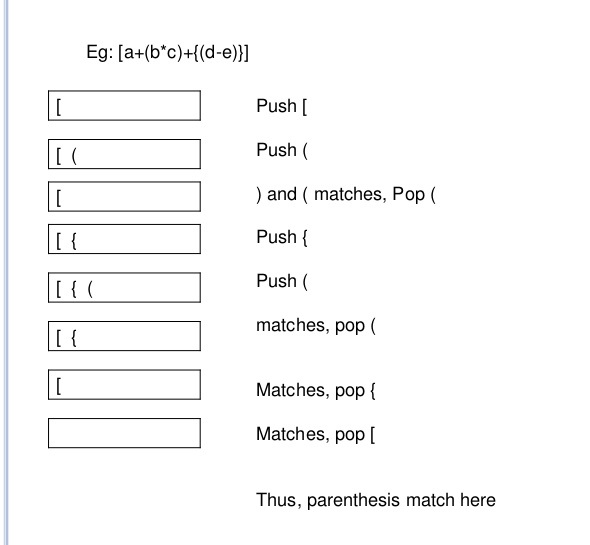 Eg: [a+(b*c)+{(d-e)}]
[ Push [
[ ( Push (
[ ) and ( matches, Pop (
[ { Push {
[ { ( Push (
[ { matches, pop (
[ Matches, pop {
Matches, pop [
Thus, parenthesis match here